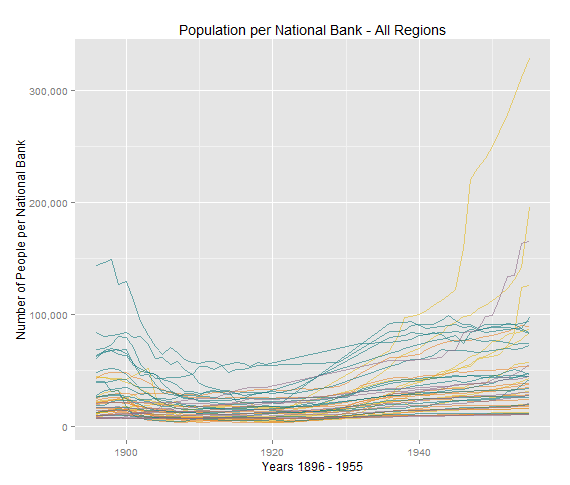 Population per National Bank - All Regions
Number of People per National Bank
300,000
200,000
100,000
0
1900
1920
1940
Years 1896 - 1955